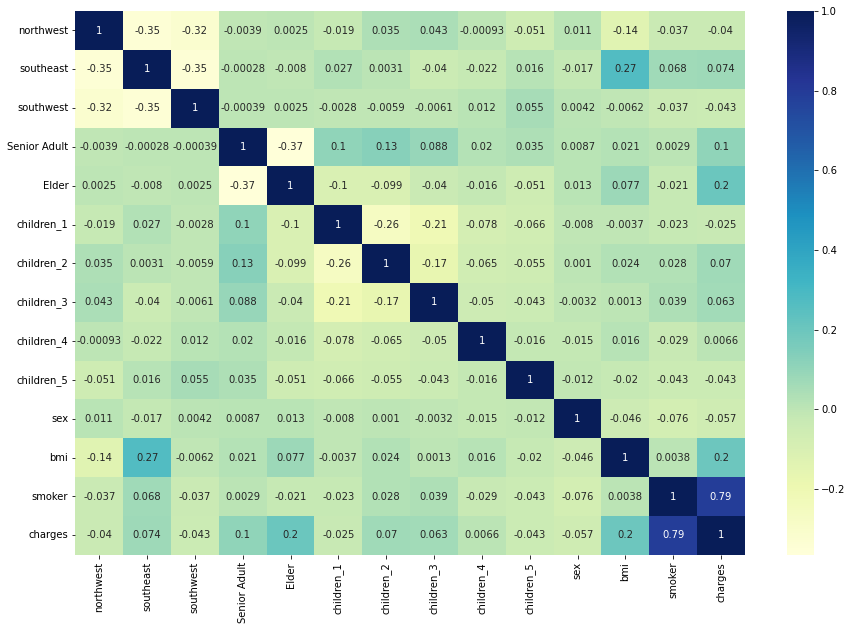 northwest 1 -0.35 -0.32 -0.0039 0.0025 -0.019 0.035 0.043 -0.00093 -0.051 0.011 -0.14 -0.037 -0.04
southeast -0.35 1 -0.35 -0.00028 -0.008 0.027 0.0031 -0.04 -0.022 0.016 -0.017 0.27 0.068 0.074
southwest -0.32 -0.35 1 -0.00039 0.0025 -0.0028 -0.0059 -0.0061 0.012 0.055 0.0042 -0.0062 -0.037 -0.043
Senior Adult -0.0039 -0.00028 -0.00039 1 -0.37 0.1 0.13 0.088 0.02 0.035 0.0087 0.021 0.0029 0.1
Elder 0.0025 -0.008 0.0025 -0.37 1 -0.1 -0.099 -0.04 -0.016 -0.051 0.013 0.077 -0.021 0.2
children_1 -0.019 0.027 -0.0028 0.1 -0.1 1 -0.26 -0.21 -0.078 -0.066 -0.008 -0.0037 -0.023 -0.025
children_2 0.035 0.0031 -0.0059 0.13 -0.099 -0.26 1 -0.17 -0.065 -0.055 0.001 0.024 0.028 0.07
children_3 0.043 -0.04 -0.0061 0.088 -0.04 -0.21 -0.17 1 -0.05 -0.043 -0.0032 0.0013 0.039 0.063
children_4 -0.00093 -0.022 0.012 0.02 -0.016 -0.078 -0.065 -0.05 1 -0.016 -0.015 0.016 -0.029 0.0066
children_5 -0.051 0.016 0.055 0.035 -0.051 -0.066 -0.055 -0.043 -0.016 1 -0.012 -0.02 -0.043 -0.043
sex 0.011 -0.017 0.0042 0.0087 0.013 -0.008 0.001 -0.0032 -0.015 -0.012 1 -0.046 -0.076 -0.057
bmi -0.14 0.27 -0.0062 0.021 0.077 -0.0037 0.024 0.0013 0.016 -0.02 -0.046 1 0.0038 0.2
smoker -0.037 0.068 -0.037 0.0029 -0.021 -0.023 0.028 0.039 -0.029 -0.043 -0.076 0.0038 1 0.79
charges -0.04 0.074 -0.043 0.1 0.2 -0.025 0.07 0.063 0.0066 -0.043 -0.057 0.2 0.79 1
northwest southeast southwest Senior Adult Elder children_1 children_2 children_3 children_4 children_5 sex bmi smoker charges
1.0
0.8
0.6
0.4
0.2
0.0
−0.2